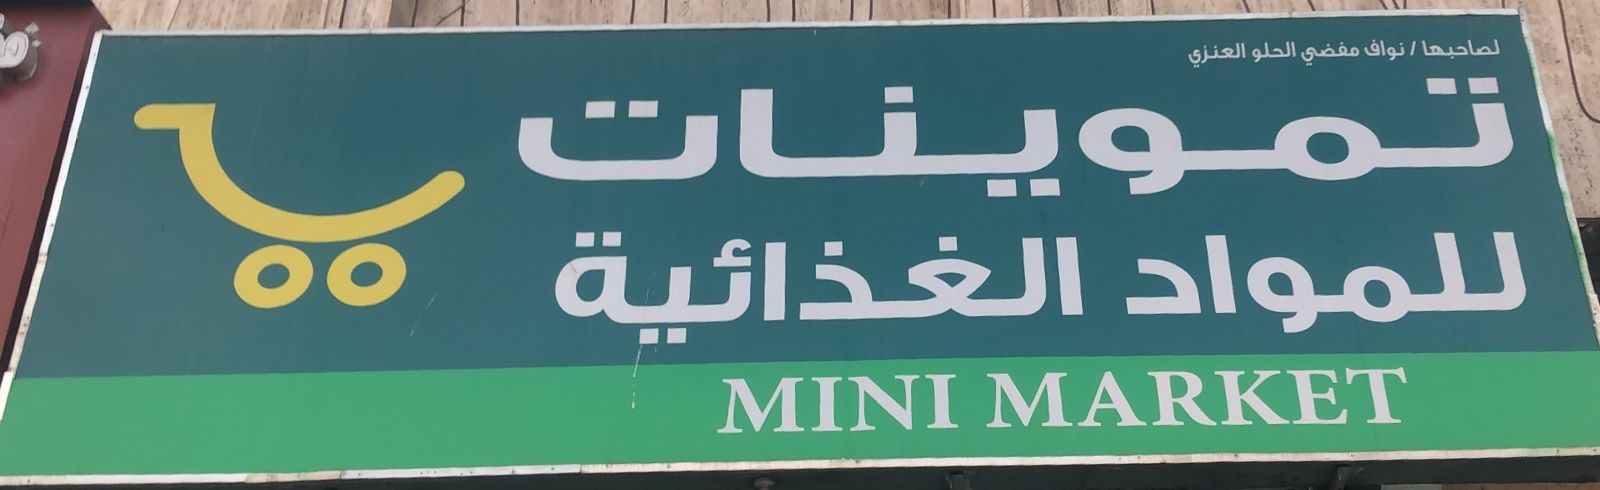 لصاحبها / نواف مفضي الحلو العنزي
تموينات
للمواد الغذائية
MINI MARKET